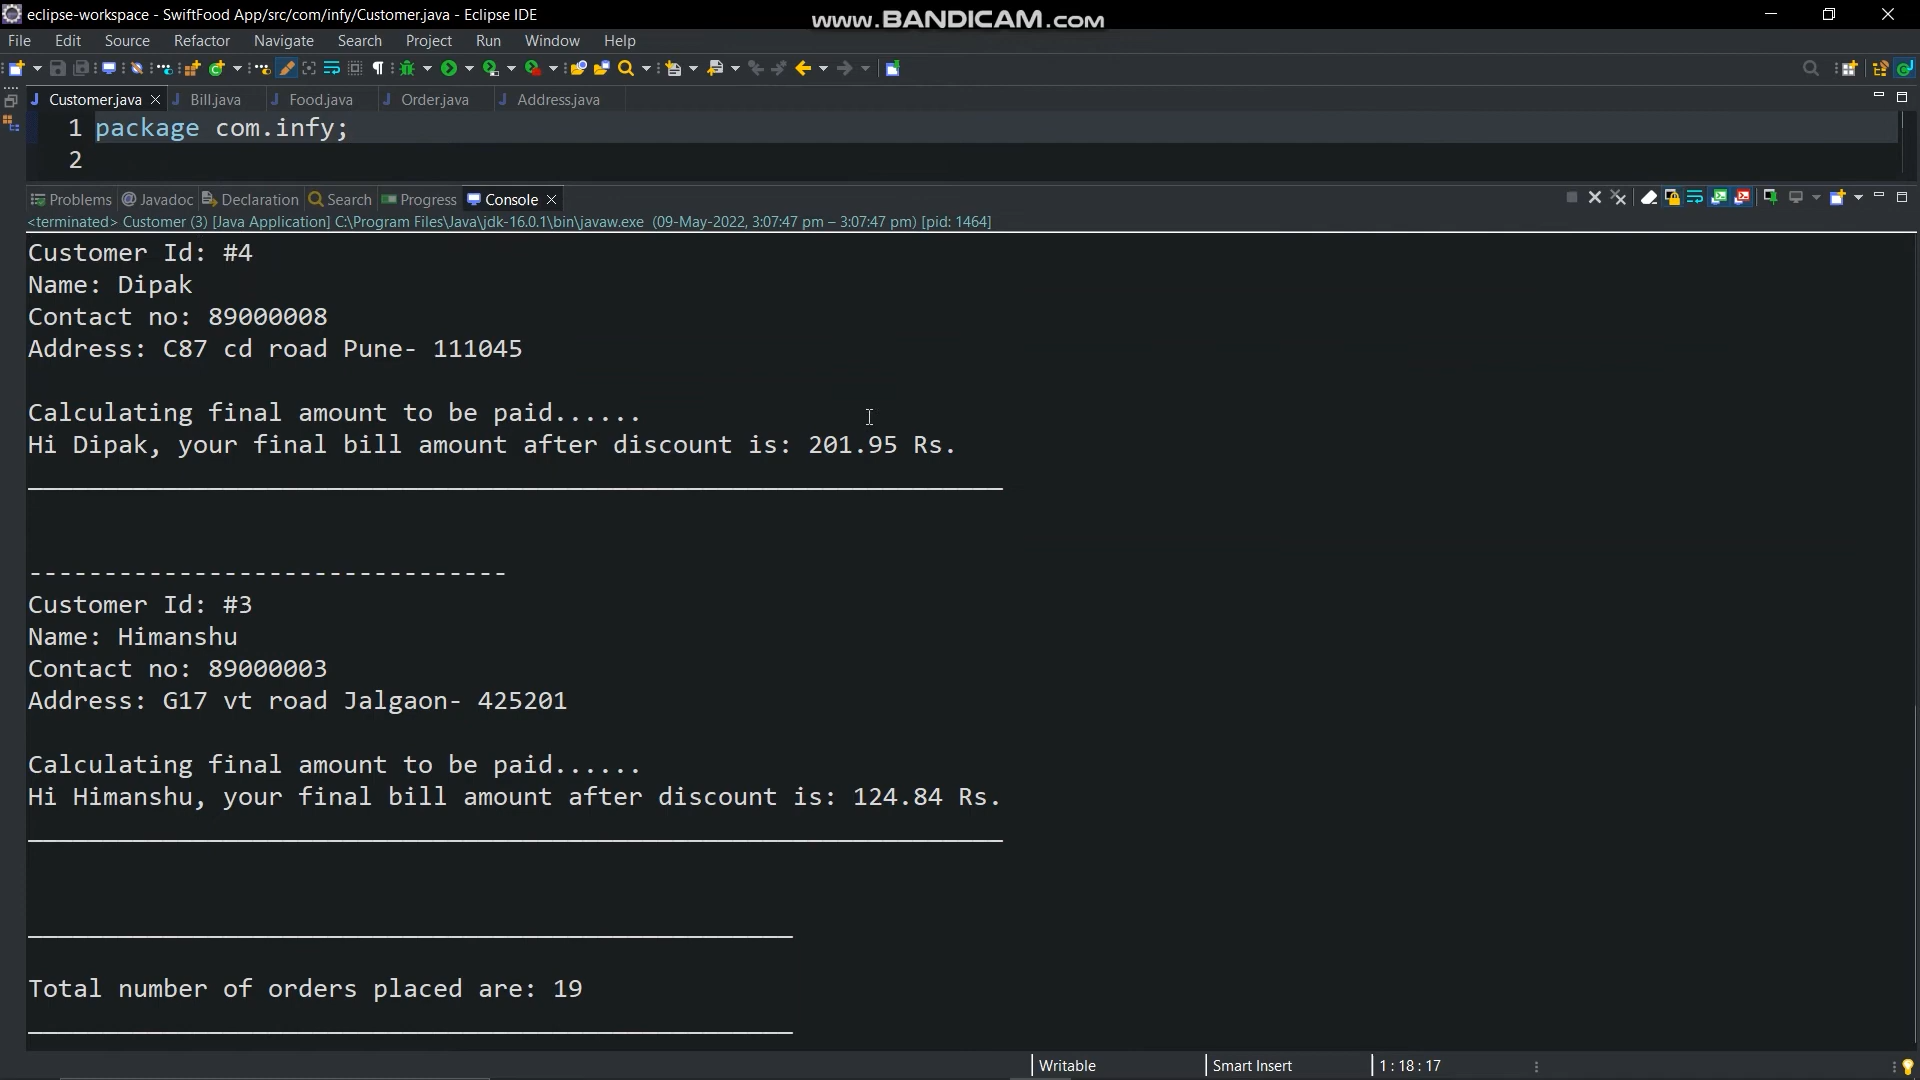 eclipse-workspace - SwiftFood App/src/com/infy/Customer.java - Eclipse IDE
www.BANDICAM.com
File Edit Source Refactor Navigate Search Project Run Window Help
Customer.java Bill.java Food.java Order.java Address.java
1 package com.infy;
2
Problems Javadoc Declaration Search Progress Console
<terminated> Customer (3) [Java Application] C:\Program Files\Java\jdk-16.0.1\bin\javaw.exe (09-May-2022, 3:07:47 pm – 3:07:47 pm) [pid: 1464]
Customer Id: #4
Name: Dipak
Contact no: 89000008
Address: C87 cd road Pune- 111045
Calculating final amount to be paid......
Hi Dipak, your final bill amount after discount is: 201.95 Rs.
--------------------------------
Customer Id: #3
Name: Himanshu
Contact no: 89000003
Address: G17 vt road Jalgaon- 425201
Calculating final amount to be paid......
Hi Himanshu, your final bill amount after discount is: 124.84 Rs.
Total number of orders placed are: 19
Writable Smart Insert 1 : 18 : 17